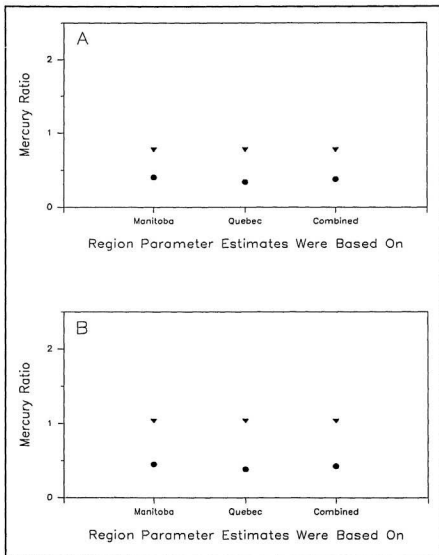 A
2
1
0
Mercury Ratio
Manitoba Quebec Combined
Region Parameter Estimates Were Based On
B
2
1
0
Mercury Ratio
Manitoba Quebec Combined
Region Parameter Estimates Were Based On